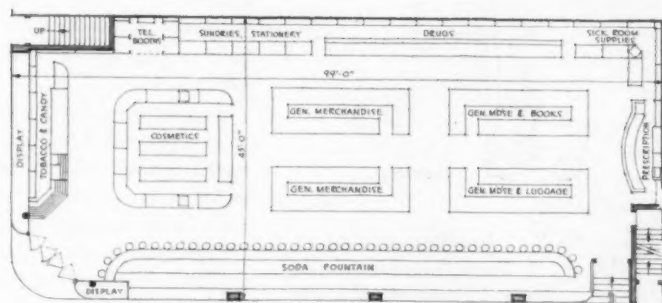 UP
TEL.
BOOTHS
SUNDRIES, STATIONERY
DRUGS
SICK ROOM
SUPPLIES
99'-0"
DISPLAY
TOBACCO & CANDY
COSMETICS
45'-0"
GEN. MERCHANDISE
GEN. MDSE & BOOKS
PRESCRIPTION
GEN. MERCHANDISE
GEN. MDSE & LUGGAGE
SODA FOUNTAIN
DISPLAY